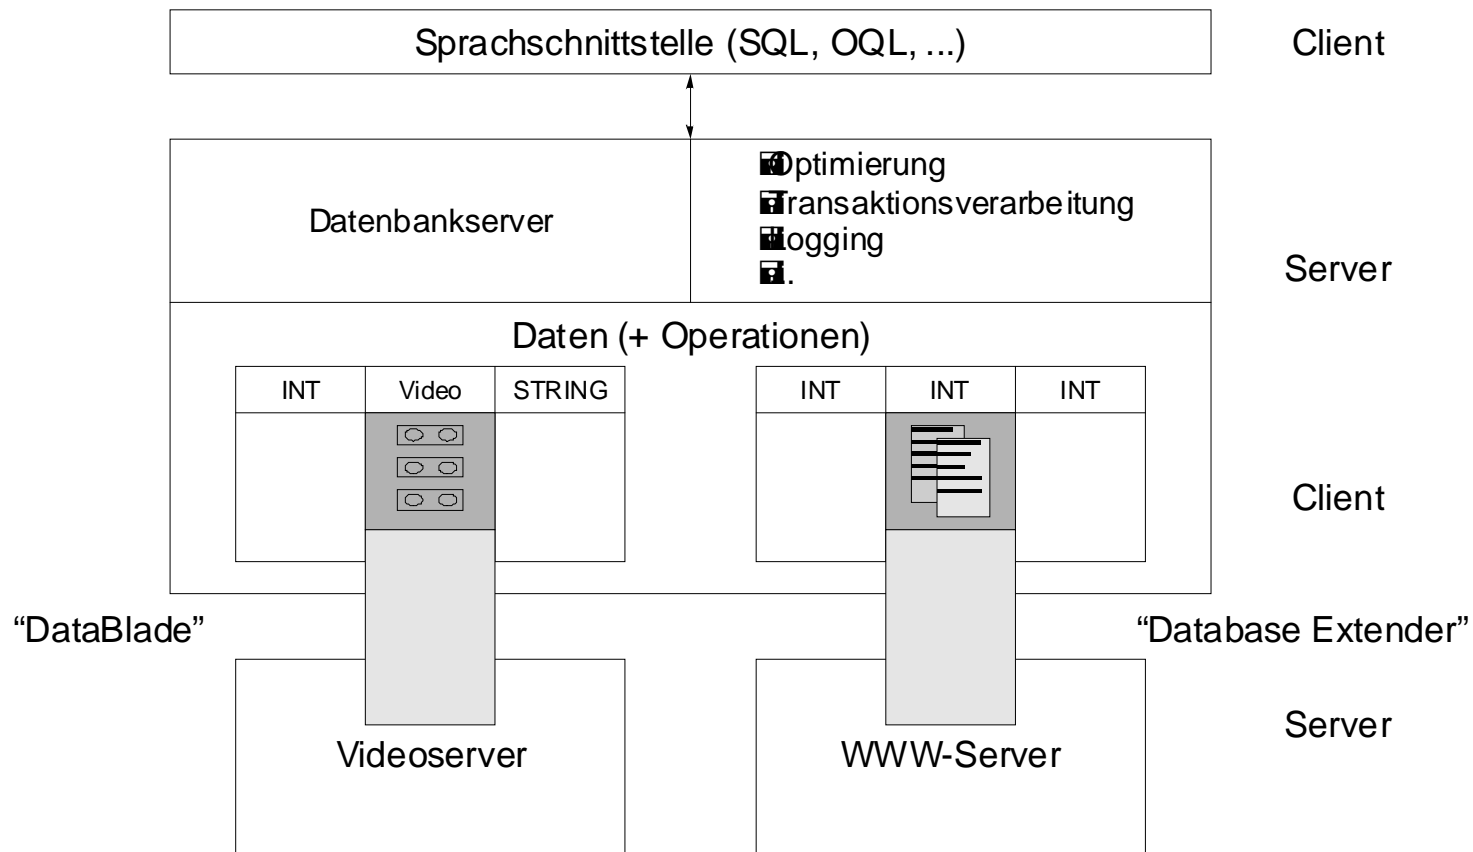 Sprachschnittstelle (SQL, OQL, ...)
Client
Datenbankserver
Optimierung
Transaktionsverarbeitung
Logging
Server
Daten (+ Operationen)
INT Video STRING
INT INT INT
Client
“DataBlade”
“Database Extender”
Server
Videoserver
WWW-Server